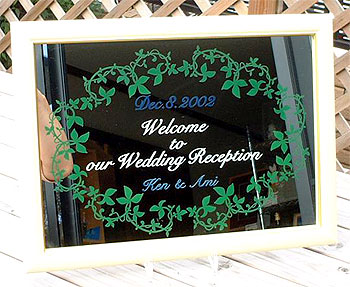 Dec.8.2002
Welcome
to
our Wedding Reception
Ken & Ami